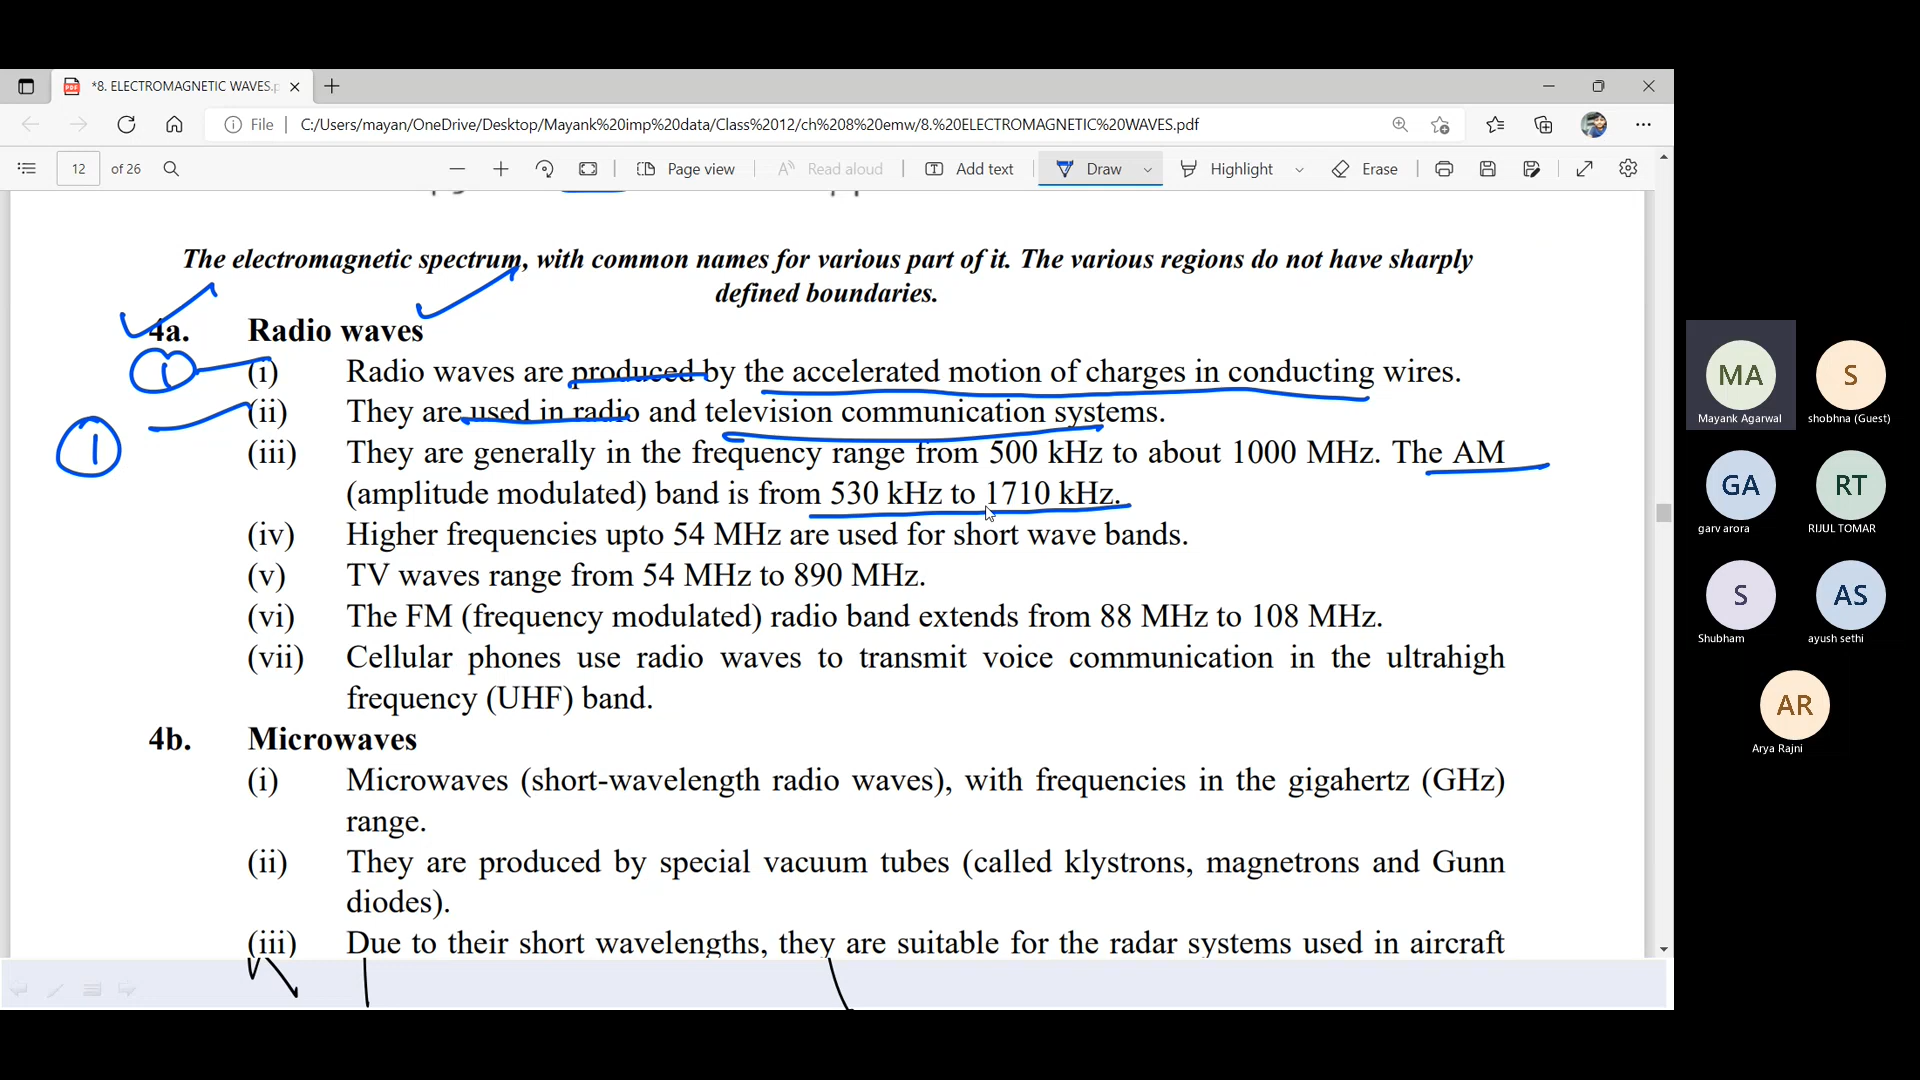 *8. ELECTROMAGNETIC WAVES.p
File C:/Users/mayan/OneDrive/Desktop/Mayank%20imp%20data/Class%2012/ch%208%20emw/8.%20ELECTROMAGNETIC%20WAVES.pdf
12 of 26 Page view Read aloud Add text Draw Highlight Erase
The electromagnetic spectrum, with common names for various part of it. The various regions do not have sharply
defined boundaries.
4a. Radio waves
1 (i) Radio waves are produced by the accelerated motion of charges in conducting wires.
(ii) They are used in radio and television communication systems.
1 (iii) They are generally in the frequency range from 500 kHz to about 1000 MHz. The AM
(amplitude modulated) band is from 530 kHz to 1710 kHz.
(iv) Higher frequencies upto 54 MHz are used for short wave bands.
(v) TV waves range from 54 MHz to 890 MHz.
(vi) The FM (frequency modulated) radio band extends from 88 MHz to 108 MHz.
(vii) Cellular phones use radio waves to transmit voice communication in the ultrahigh
frequency (UHF) band.
4b. Microwaves
(i) Microwaves (short-wavelength radio waves), with frequencies in the gigahertz (GHz)
range.
(ii) They are produced by special vacuum tubes (called klystrons, magnetrons and Gunn
diodes).
(iii) Due to their short wavelengths, they are suitable for the radar systems used in aircraft
MA S
Mayank Agarwal shobhna (Guest)
GA RT
garv arora RIJUL TOMAR
S AS
Shubham ayush sethi
AR
Arya Rajni